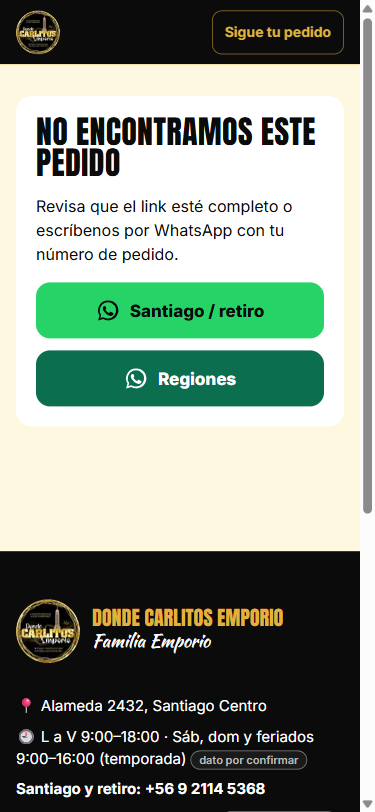 Donde
CARLITOS
Emporio
Sigue tu pedido
NO ENCONTRAMOS ESTE
PEDIDO
Revisa que el link esté completo o
escríbenos por WhatsApp con tu
número de pedido.
Santiago / retiro
Regiones
Donde
CARLITOS
Emporio
DONDE CARLITOS EMPORIO
Familia Emporio
📍 Alameda 2432, Santiago Centro
🕘 L a V 9:00–18:00 · Sáb, dom y feriados
9:00–16:00 (temporada) dato por confirmar
Santiago y retiro: +56 9 2114 5368